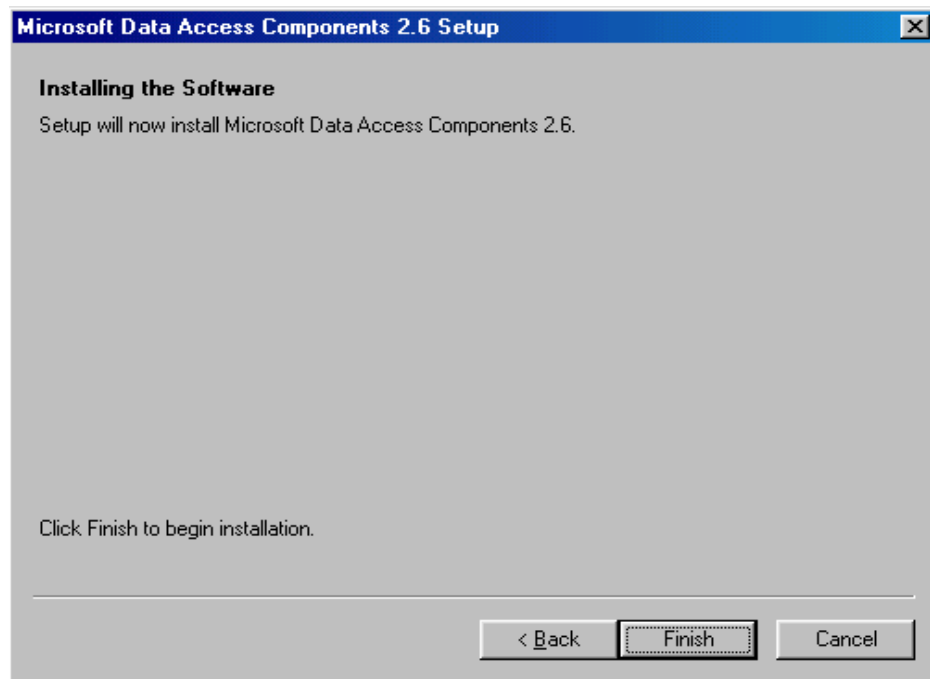 Microsoft Data Access Components 2.6 Setup
Installing the Software
Setup will now install Microsoft Data Access Components 2.6.
Click Finish to begin installation.
< Back Finish Cancel